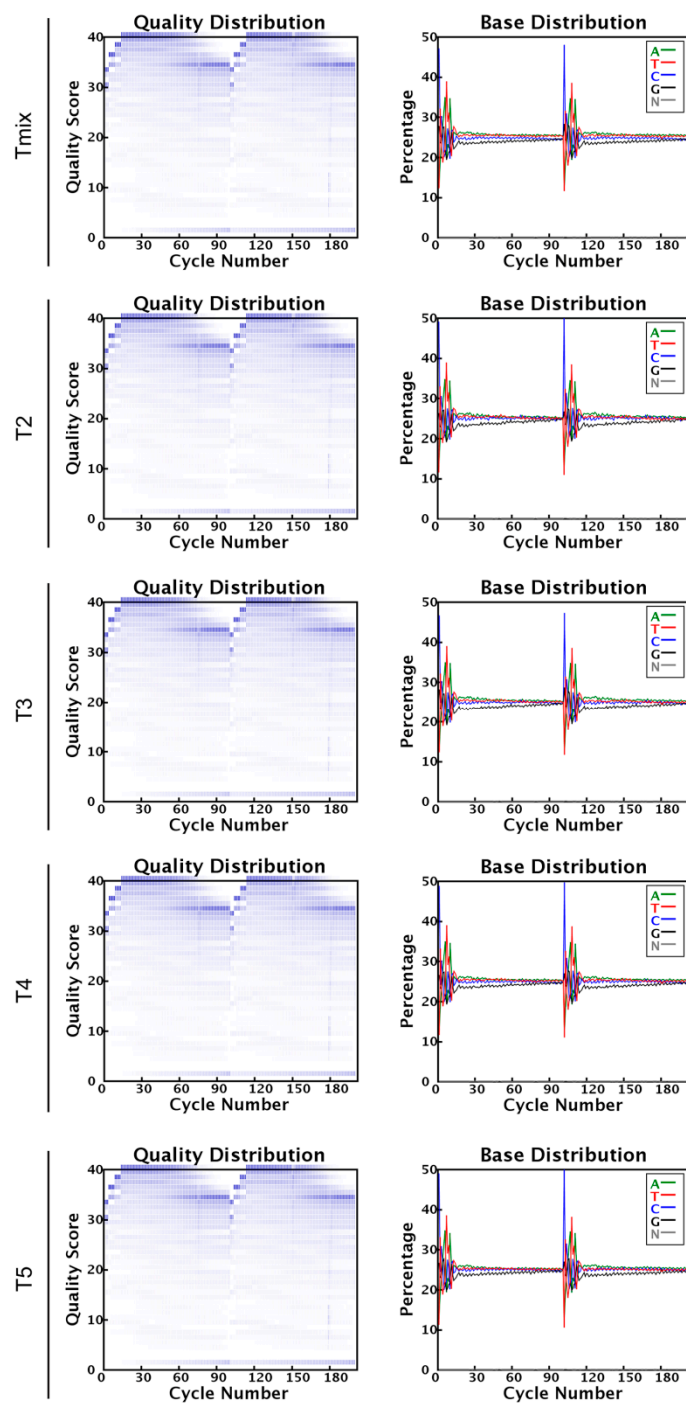 Tmix
Quality Distribution
Quality Score
40
30
20
10
0
0 30 60 90 120 150 180
Cycle Number
Base Distribution
Percentage
50
40
30
20
10
0
0 30 60 90 120 150 180
Cycle Number
A
T
C
G
N
T2
Quality Distribution
Quality Score
40
30
20
10
0
0 30 60 90 120 150 180
Cycle Number
Base Distribution
Percentage
50
40
30
20
10
0
0 30 60 90 120 150 180
Cycle Number
A
T
C
G
N
T3
Quality Distribution
Quality Score
40
30
20
10
0
0 30 60 90 120 150 180
Cycle Number
Base Distribution
Percentage
50
40
30
20
10
0
0 30 60 90 120 150 180
Cycle Number
A
T
C
G
N
T4
Quality Distribution
Quality Score
40
30
20
10
0
0 30 60 90 120 150 180
Cycle Number
Base Distribution
Percentage
50
40
30
20
10
0
0 30 60 90 120 150 180
Cycle Number
A
T
C
G
N
T5
Quality Distribution
Quality Score
40
30
20
10
0
0 30 60 90 120 150 180
Cycle Number
Base Distribution
Percentage
50
40
30
20
10
0
0 30 60 90 120 150 180
Cycle Number
A
T
C
G
N